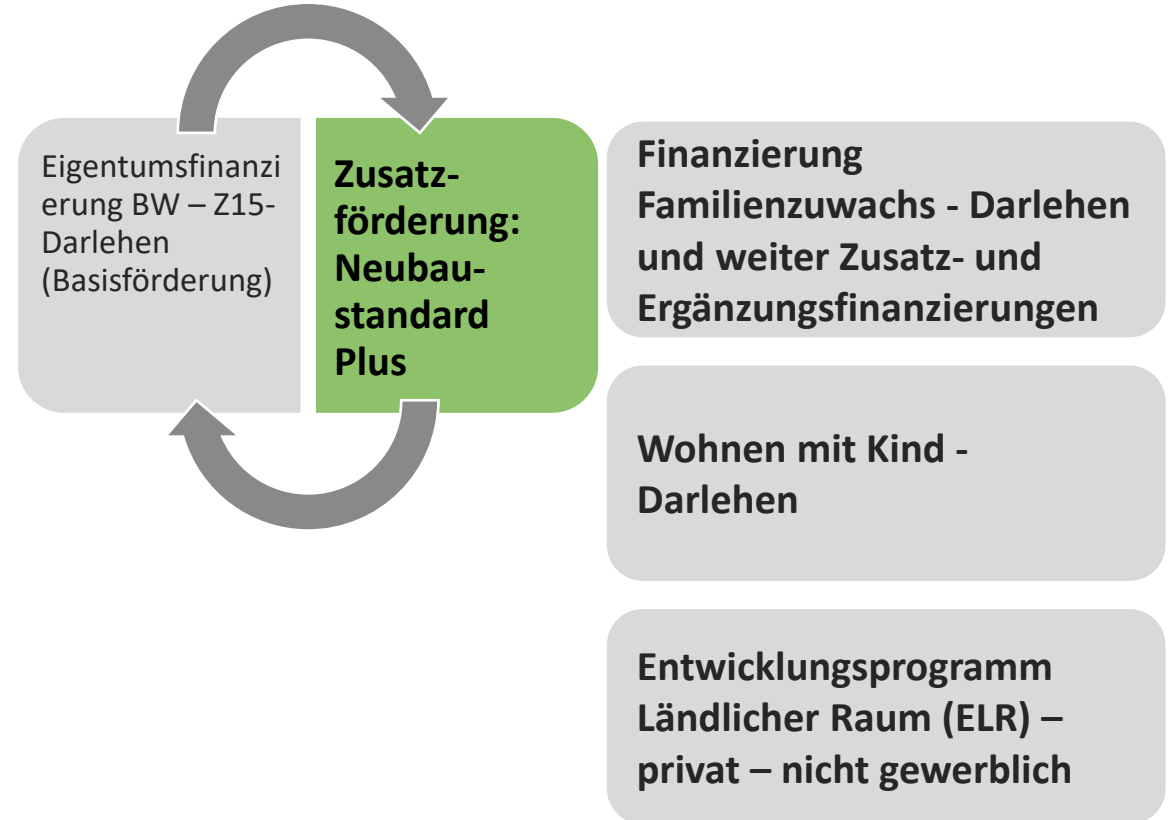 Eigentumsfinanzi
erung BW – Z15-
Darlehen
(Basisförderung)
Zusatz-
förderung:
Neubau-
standard
Plus
Finanzierung
Familienzuwachs - Darlehen
und weiter Zusatz- und
Ergänzungsfinanzierungen
Wohnen mit Kind -
Darlehen
Entwicklungsprogramm
Ländlicher Raum (ELR) –
privat – nicht gewerblich